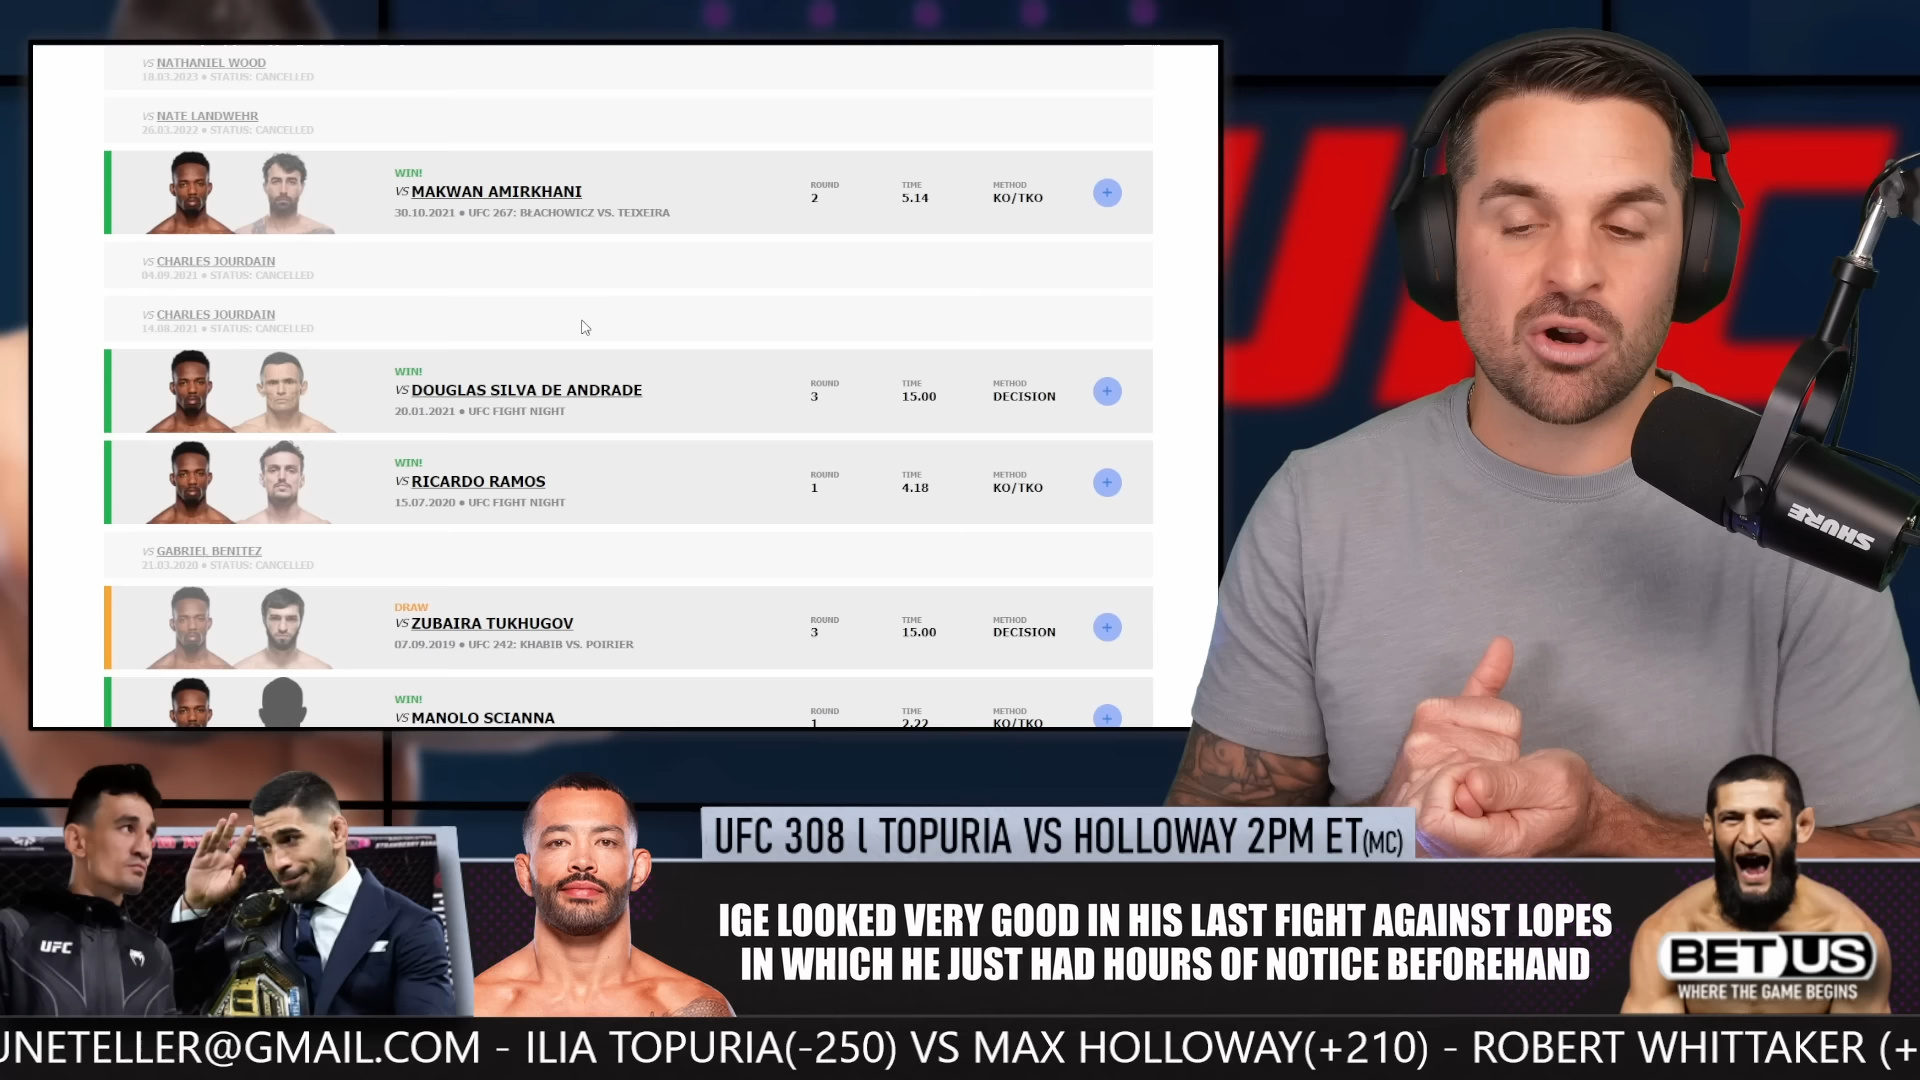 VS NATHANIEL WOOD
18.03.2023 • STATUS: CANCELLED
VS NATE LANDWEHR
26.03.2022 • STATUS: CANCELLED
WIN!
VS MAKWAN AMIRKHANI
30.10.2021 • UFC 267: BŁACHOWICZ VS. TEIXEIRA
ROUND
2
TIME
5.14
METHOD
KO/TKO
+
VS CHARLES JOURDAIN
04.09.2021 • STATUS: CANCELLED
VS CHARLES JOURDAIN
14.08.2021 • STATUS: CANCELLED
WIN!
VS DOUGLAS SILVA DE ANDRADE
20.01.2021 • UFC FIGHT NIGHT
ROUND
3
TIME
15.00
METHOD
DECISION
+
WIN!
VS RICARDO RAMOS
15.07.2020 • UFC FIGHT NIGHT
ROUND
1
TIME
4.18
METHOD
KO/TKO
+
VS GABRIEL BENITEZ
21.03.2020 • STATUS: CANCELLED
DRAW
VS ZUBAIRA TUKHUGOV
07.09.2019 • UFC 242: KHABIB VS. POIRIER
ROUND
3
TIME
15.00
METHOD
DECISION
+
WIN!
VS MANOLO SCIANNA
ROUND
1
TIME
2.22
METHOD
KO/TKO
+
UFC
SHURE
UFC 308 l TOPURIA VS HOLLOWAY 2PM ET(MC)
IGE LOOKED VERY GOOD IN HIS LAST FIGHT AGAINST LOPES
IN WHICH HE JUST HAD HOURS OF NOTICE BEFOREHAND
UFC
BET US
WHERE THE GAME BEGINS
UNETELLER@GMAIL.COM - ILIA TOPURIA(-250) VS MAX HOLLOWAY(+210) - ROBERT WHITTAKER (+